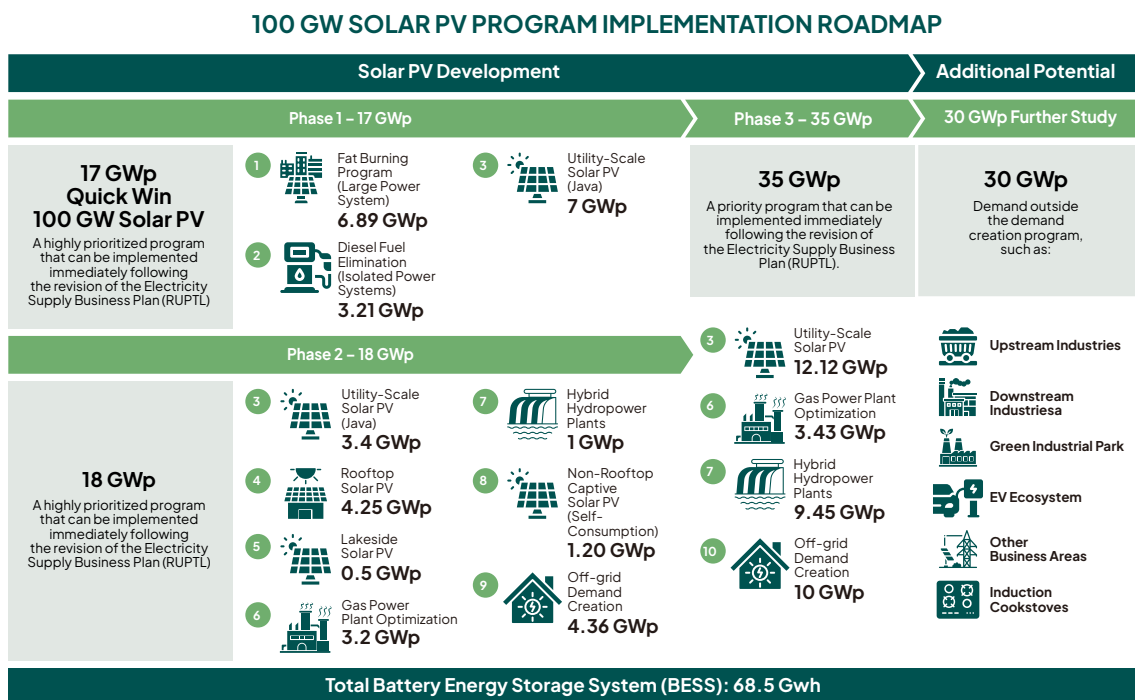 100 GW SOLAR PV PROGRAM IMPLEMENTATION ROADMAP
Solar PV Development
Additional Potential
Phase 1 – 17 GWp
Phase 3 – 35 GWp
30 GWp Further Study
17 GWp
Quick Win
100 GW Solar PV
A highly prioritized program
that can be implemented
immediately following
the revision of the Electricity
Supply Business Plan (RUPTL)
1
Fat Burning
Program
(Large Power
System)
6.89 GWp
2
Diesel Fuel
Elimination
(Isolated Power
Systems)
3.21 GWp
3
Utility-Scale
Solar PV
(Java)
7 GWp
35 GWp
A priority program that can be
implemented immediately
following the revision of
the Electricity Supply Business
Plan (RUPTL).
30 GWp
Demand outside
the demand
creation program,
such as:
Phase 2 – 18 GWp
18 GWp
A highly prioritized program
that can be implemented
immediately following
the revision of the Electricity
Supply Business Plan (RUPTL)
3
Utility-Scale
Solar PV
(Java)
3.4 GWp
4
Rooftop
Solar PV
4.25 GWp
5
Lakeside
Solar PV
0.5 GWp
6
Gas Power
Plant Optimization
3.2 GWp
7
Hybrid
Hydropower
Plants
1 GWp
8
Non-Rooftop
Captive
Solar PV
(Self-
Consumption)
1.20 GWp
9
Off-grid
Demand
Creation
4.36 GWp
3
Utility-Scale
Solar PV
12.12 GWp
6
Gas Power Plant
Optimization
3.43 GWp
7
Hybrid
Hydropower
Plants
9.45 GWp
10
Off-grid
Demand
Creation
10 GWp
Upstream Industries
Downstream
Industriesa
Green Industrial Park
EV Ecosystem
Other
Business Areas
Induction
Cookstoves
Total Battery Energy Storage System (BESS): 68.5 Gwh